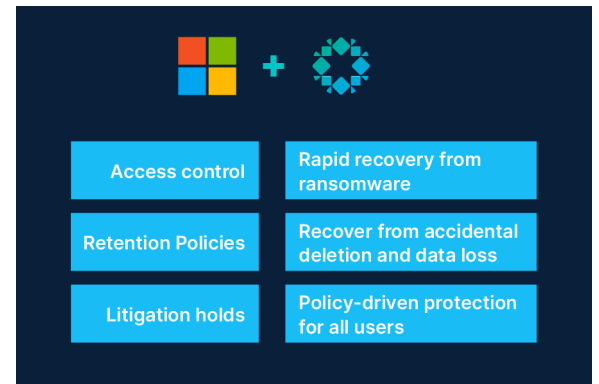 Access control
Rapid recovery from
ransomware
Retention Policies
Recover from accidental
deletion and data loss
Litigation holds
Policy-driven protection
for all users